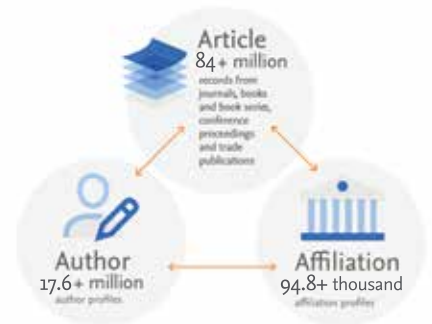 Article
84+ million
records from
journals, books
and book series,
conference
proceedings
and trade
publications
Author
17.6+ million
author profiles
Affiliation
94.8+ thousand
affiliation profiles